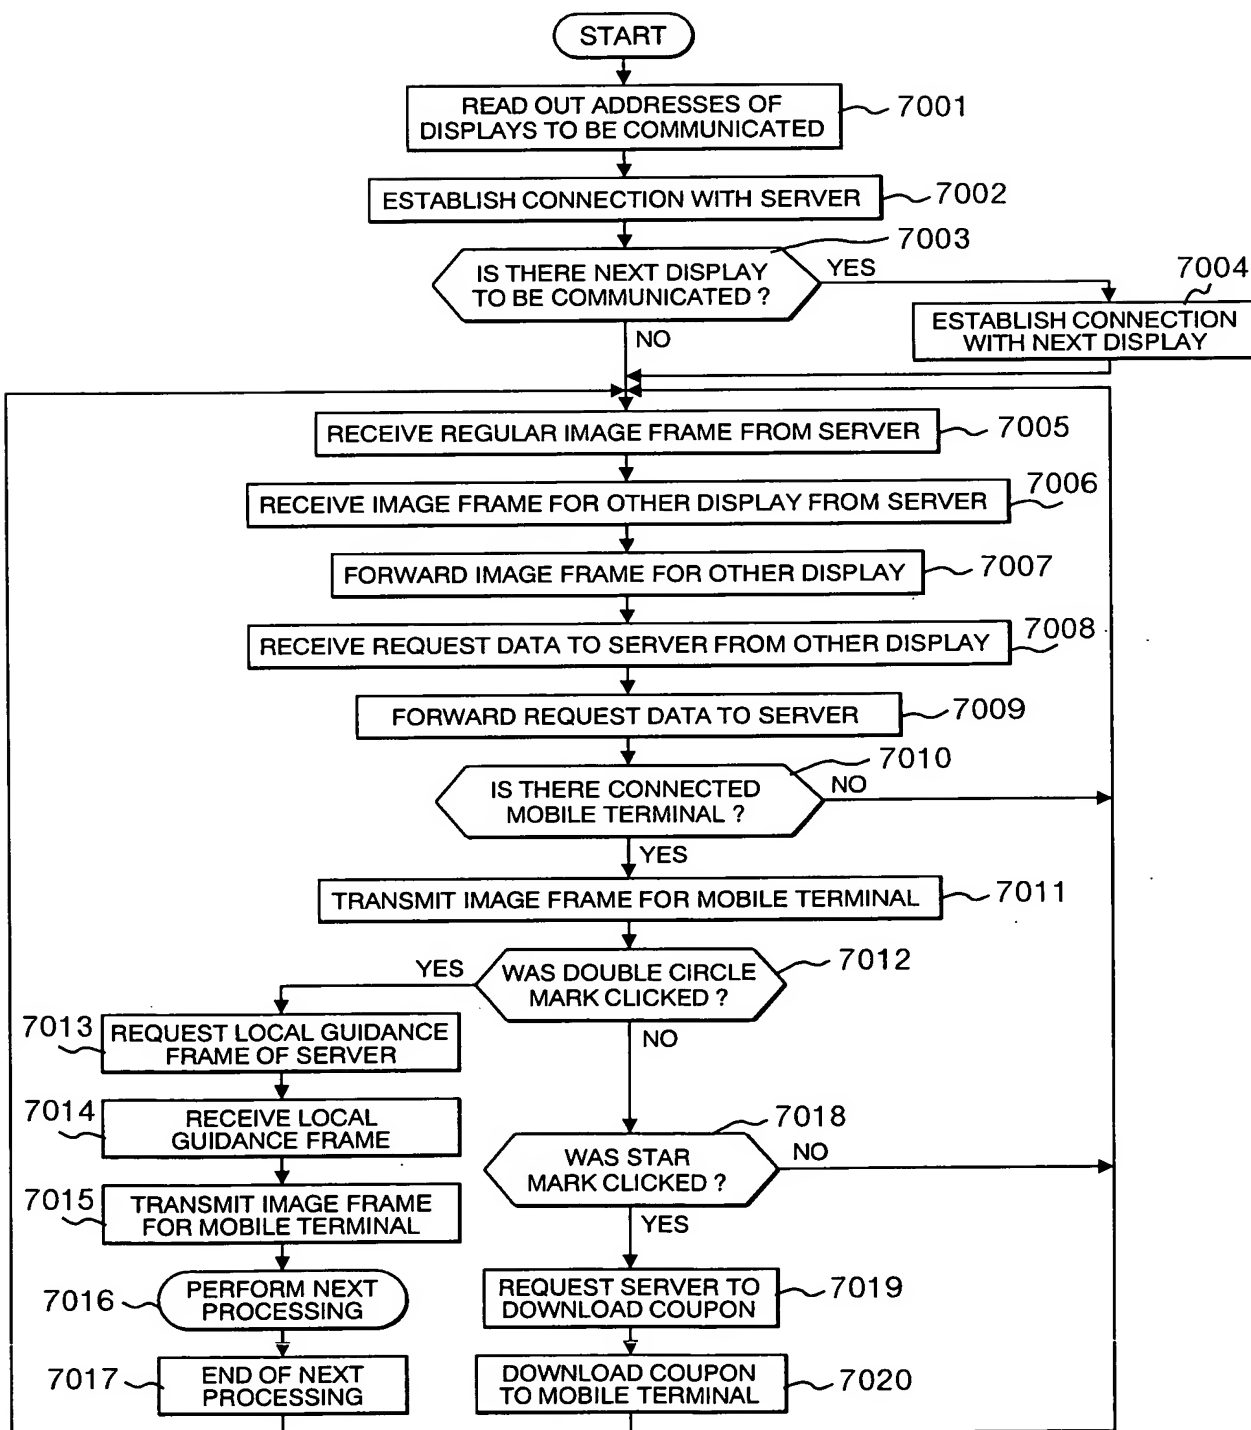 START
READ OUT ADDRESSES OF
DISPLAYS TO BE COMMUNICATED
7001
ESTABLISH CONNECTION WITH SERVER
7002
7003
IS THERE NEXT DISPLAY
TO BE COMMUNICATED ?
YES
7004
ESTABLISH CONNECTION
WITH NEXT DISPLAY
NO
RECEIVE REGULAR IMAGE FRAME FROM SERVER
7005
RECEIVE IMAGE FRAME FOR OTHER DISPLAY FROM SERVER
7006
FORWARD IMAGE FRAME FOR OTHER DISPLAY
7007
RECEIVE REQUEST DATA TO SERVER FROM OTHER DISPLAY
7008
FORWARD REQUEST DATA TO SERVER
7009
7010
IS THERE CONNECTED
MOBILE TERMINAL ?
NO
YES
TRANSMIT IMAGE FRAME FOR MOBILE TERMINAL
7011
YES
WAS DOUBLE CIRCLE
MARK CLICKED ?
7012
NO
7013
REQUEST LOCAL GUIDANCE
FRAME OF SERVER
7014
RECEIVE LOCAL
GUIDANCE FRAME
7018
WAS STAR
MARK CLICKED ?
NO
YES
7015
TRANSMIT IMAGE FRAME
FOR MOBILE TERMINAL
7016
PERFORM NEXT
PROCESSING
REQUEST SERVER TO
DOWNLOAD COUPON
7019
7017
END OF NEXT
PROCESSING
DOWNLOAD COUPON
TO MOBILE TERMINAL
7020